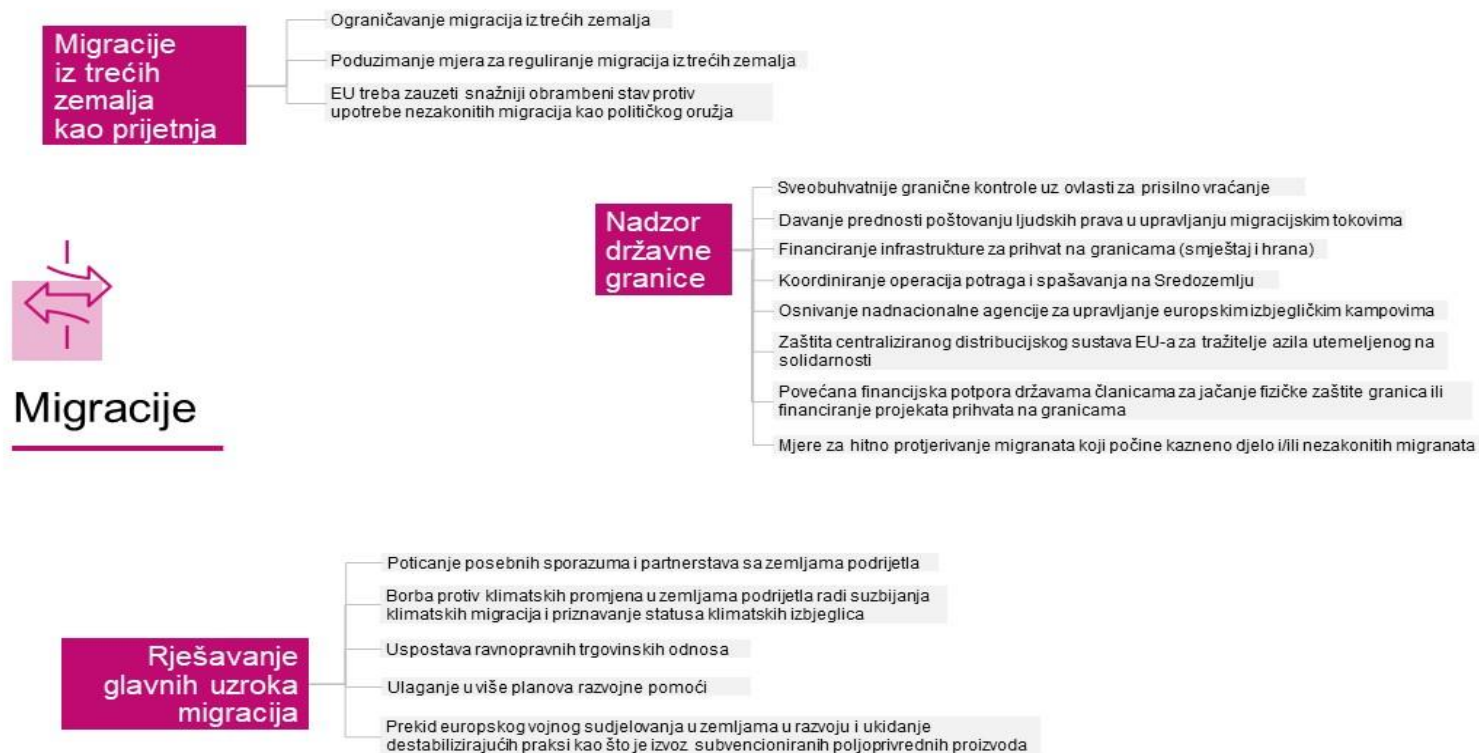 Migracije
iz trećih
zemalja
kao prijetnja
Ograničavanje migracija iz trećih zemalja
Poduzimanje mjera za reguliranje migracija iz trećih zemalja
EU treba zauzeti snažniji obrambeni stav protiv
upotrebe nezakonitih migracija kao političkog oružja
Nadzor
državne
granice
Sveobuhvatnije granične kontrole uz ovlasti za prisilno vraćanje
Davanje prednosti poštovanju ljudskih prava u upravljanju migracijskim tokovima
Financiranje infrastrukture za prihvat na granicama (smještaj i hrana)
Koordiniranje operacija potraga i spašavanja na Sredozemlju
Osnivanje nadnacionalne agencije za upravljanje europskim izbjegličkim kampovima
Zaštita centraliziranog distribucijskog sustava EU-a za tražitelje azila utemeljenog na
solidarnosti
Povećana financijska potpora državama članicama za jačanje fizičke zaštite granica ili
financiranje projekata prihvata na granicama
Mjere za hitno protjerivanje migranata koji počine kazneno djelo i/ili nezakonitih migranata
Migracije
Rješavanje
glavnih uzroka
migracija
Poticanje posebnih sporazuma i partnerstava sa zemljama podrijetla
Borba protiv klimatskih promjena u zemljama podrijetla radi suzbijanja
klimatskih migracija i priznavanje statusa klimatskih izbjeglica
Uspostava ravnopravnih trgovinskih odnosa
Ulaganje u više planova razvojne pomoći
Prekid europskog vojnog sudjelovanja u zemljama u razvoju i ukidanje
destabilizirajućih praksi kao što je izvoz subvencioniranih poljoprivrednih proizvoda